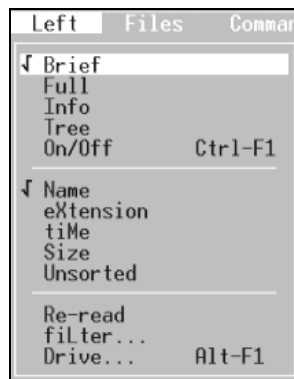 Left Files Comman
√ Brief
Full
Info
Tree
On/Off Ctrl-F1
√ Name
eXtension
tiMe
Size
Unsorted
Re-read
fiLter...
Drive... Alt-F1